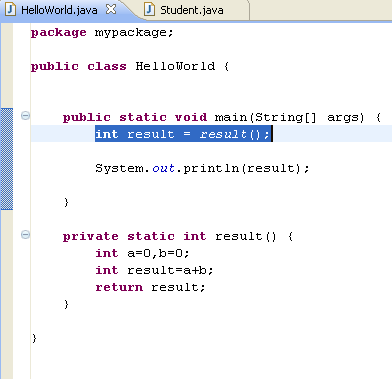 HelloWorld.java Student.java
package mypackage;
public class HelloWorld {
public static void main(String[] args) {
int result = result();
System.out.println(result);
}
private static int result() {
int a=0,b=0;
int result=a+b;
return result;
}
}